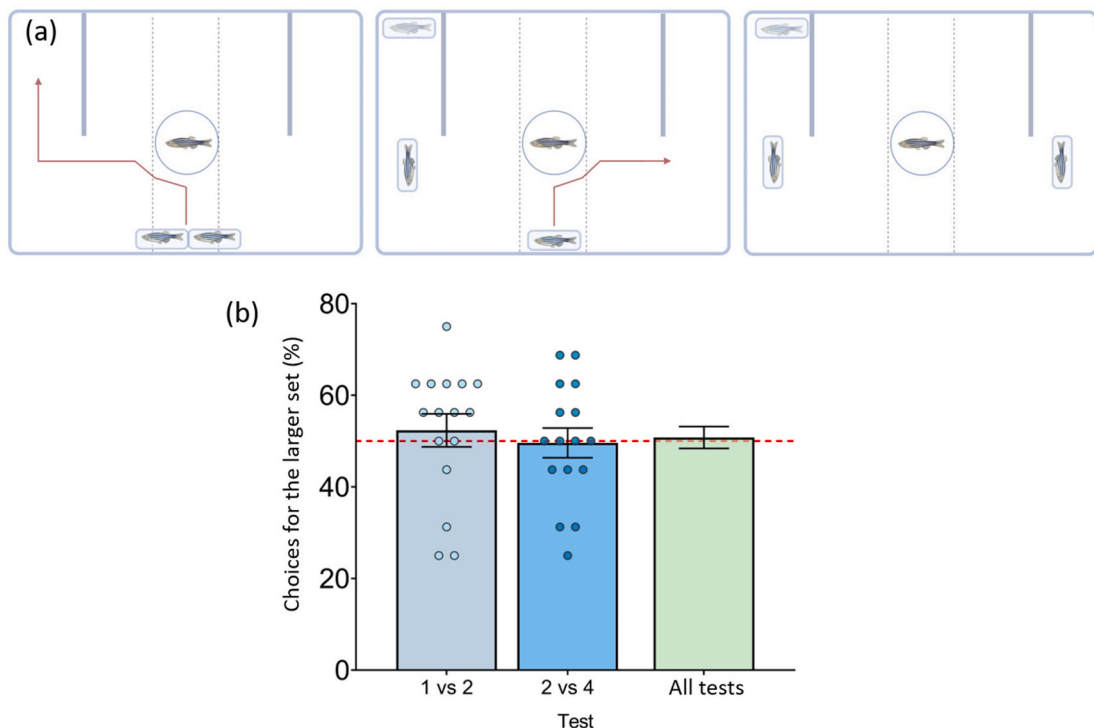 (a)
(b)
Choices for the larger set (%)
80
60
40
20
0
1 vs 2
2 vs 4
All tests
Test